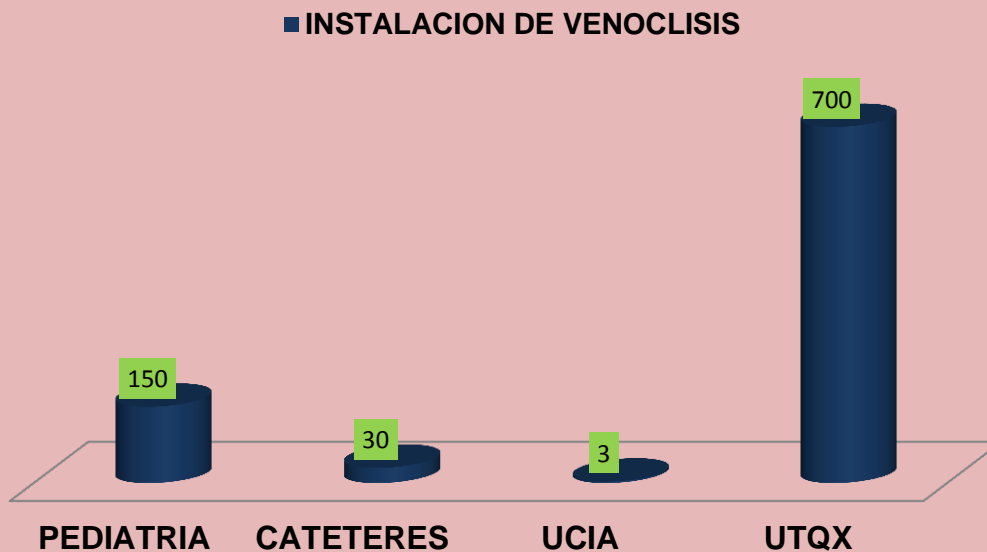 INSTALACION DE VENOCLISIS
700
150
30
3
PEDIATRIA CATETERES UCIA UTQX